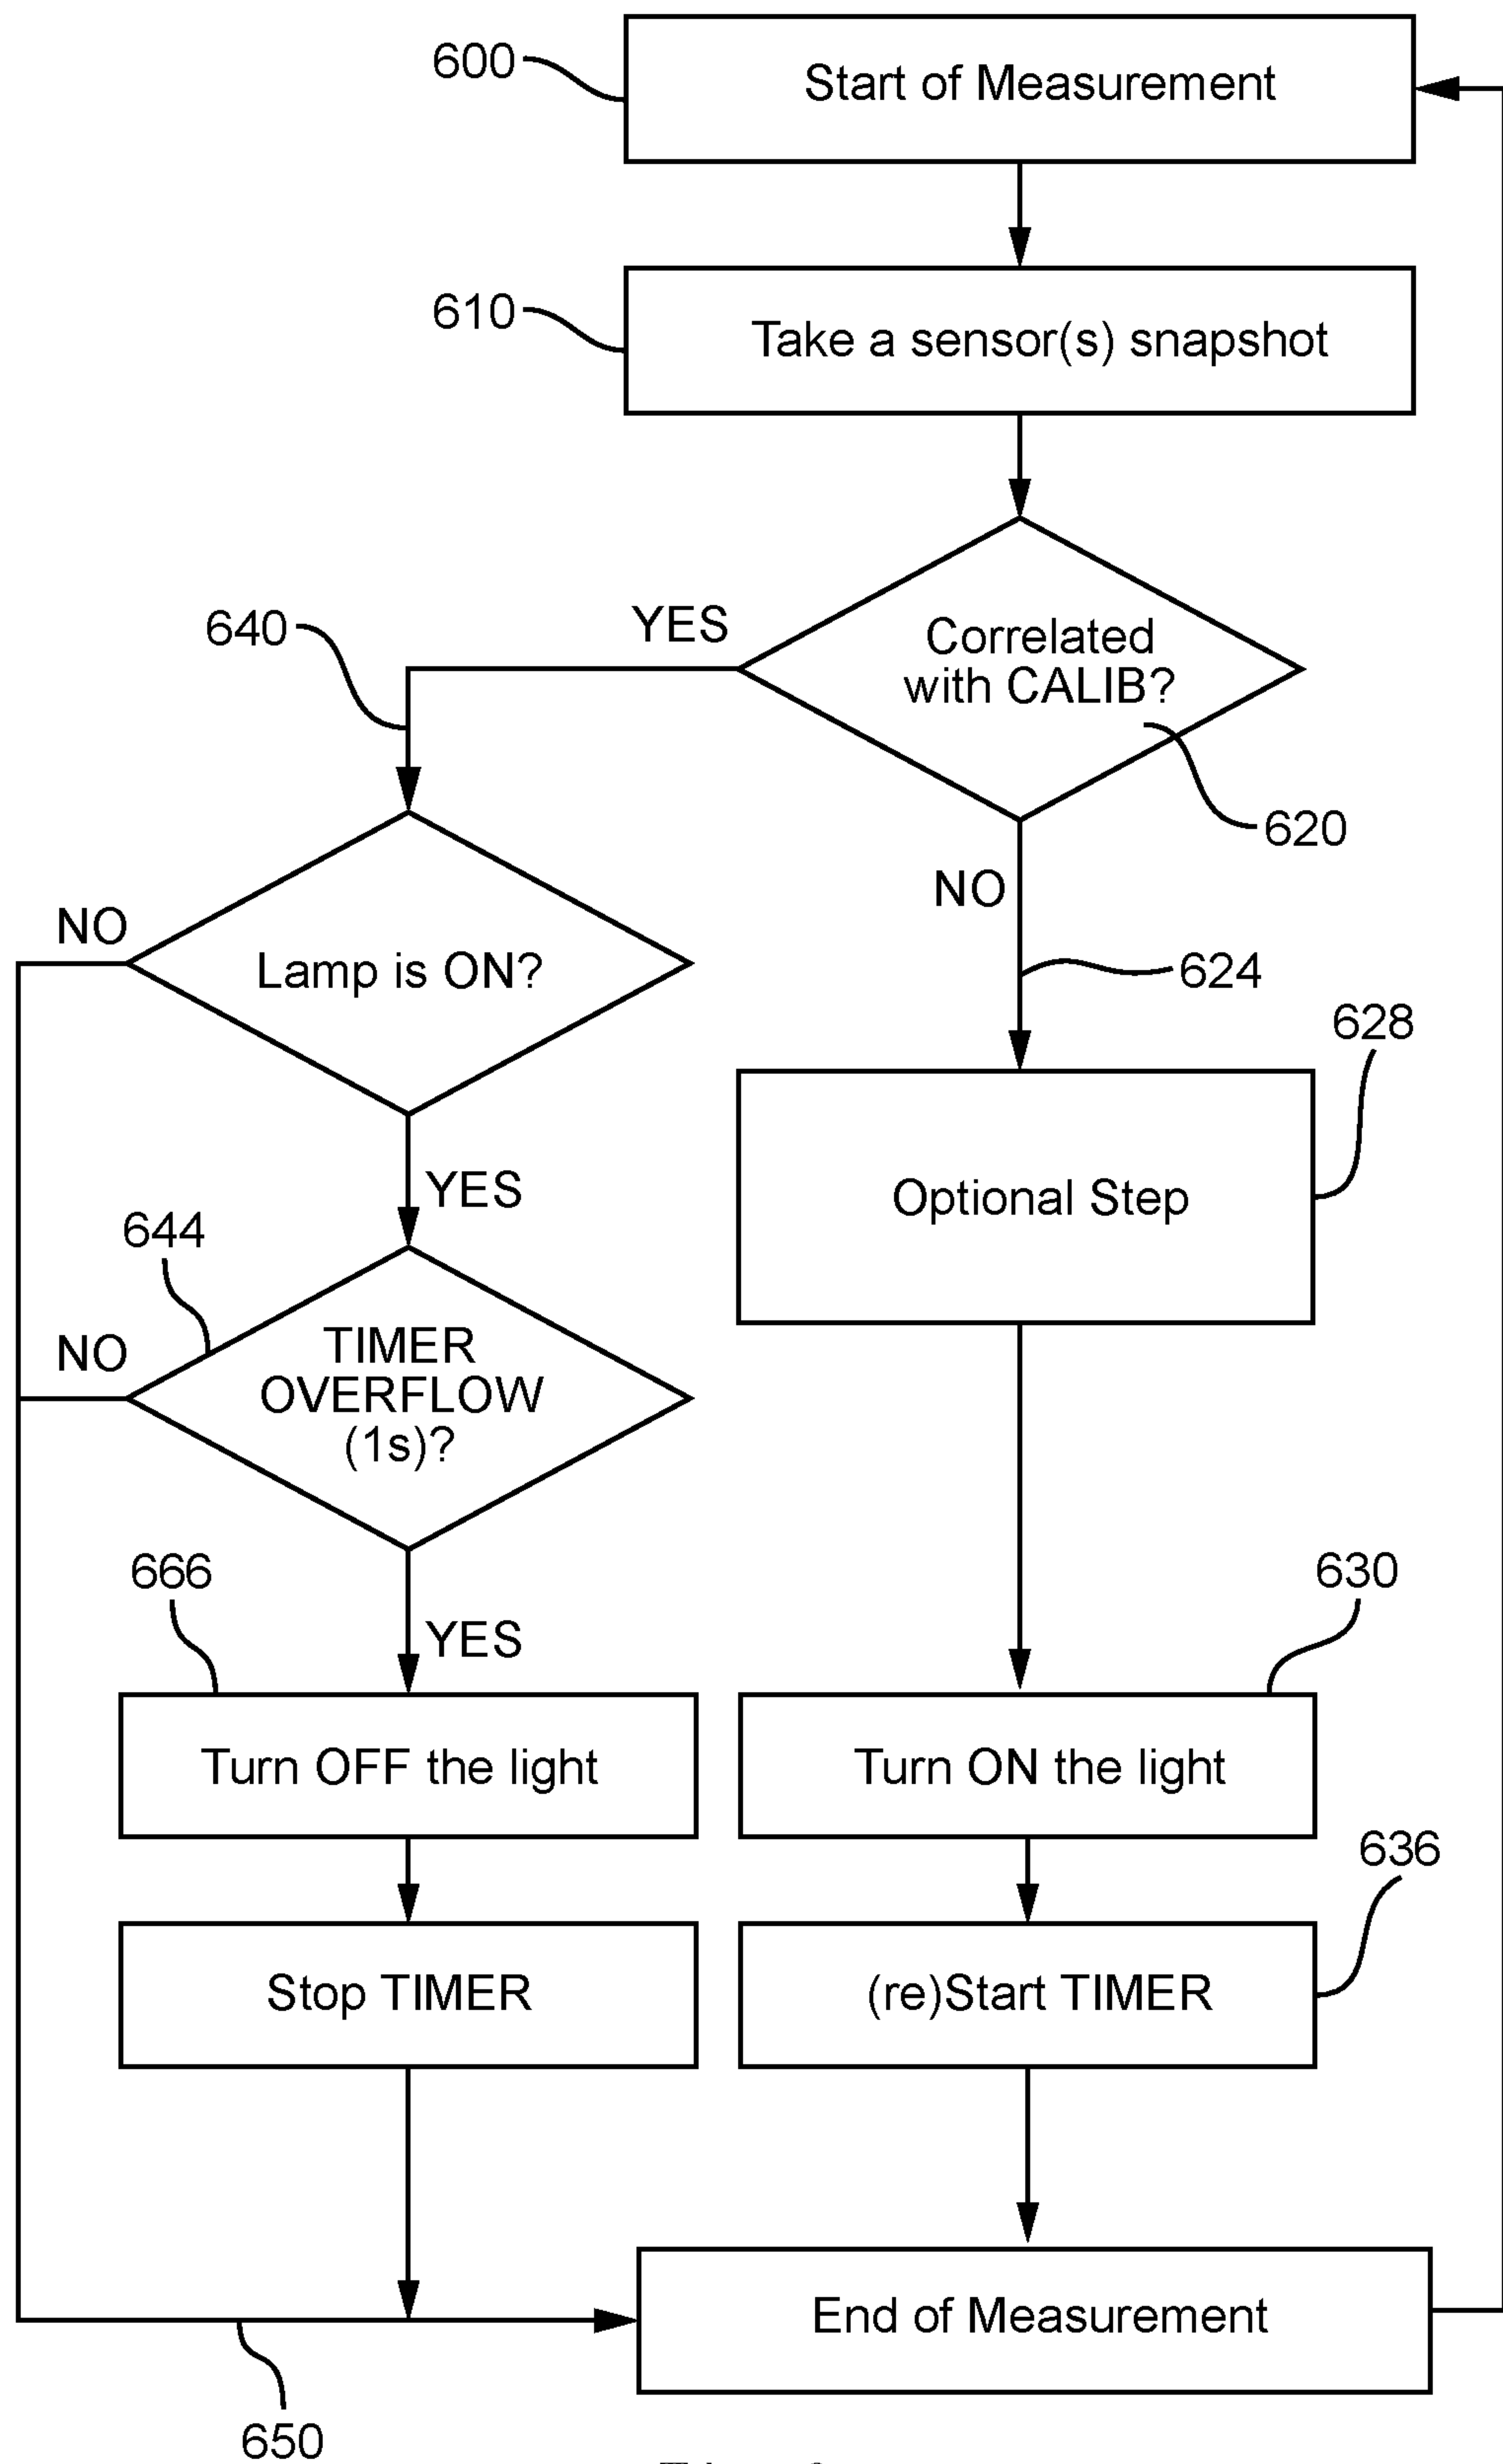 600
Start of Measurement
610
Take a sensor(s) snapshot
YES
640
Correlated
with CALIB?
620
NO
624
NO
Lamp is ON?
628
Optional Step
YES
644
NO
TIMER
OVERFLOW
(1s)?
666
YES
630
Turn OFF the light
Turn ON the light
636
Stop TIMER
(re)Start TIMER
End of Measurement
650